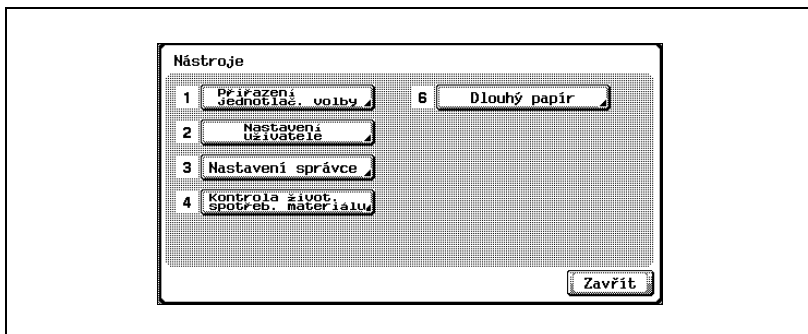 Nástroje
1 Přiřazení
jednotlač. volby
2 Nastavení
uživatele
3 Nastavení správce
4 Kontrola život.
spotřeb. materiálu
6 Dlouhý papír
Zavřít